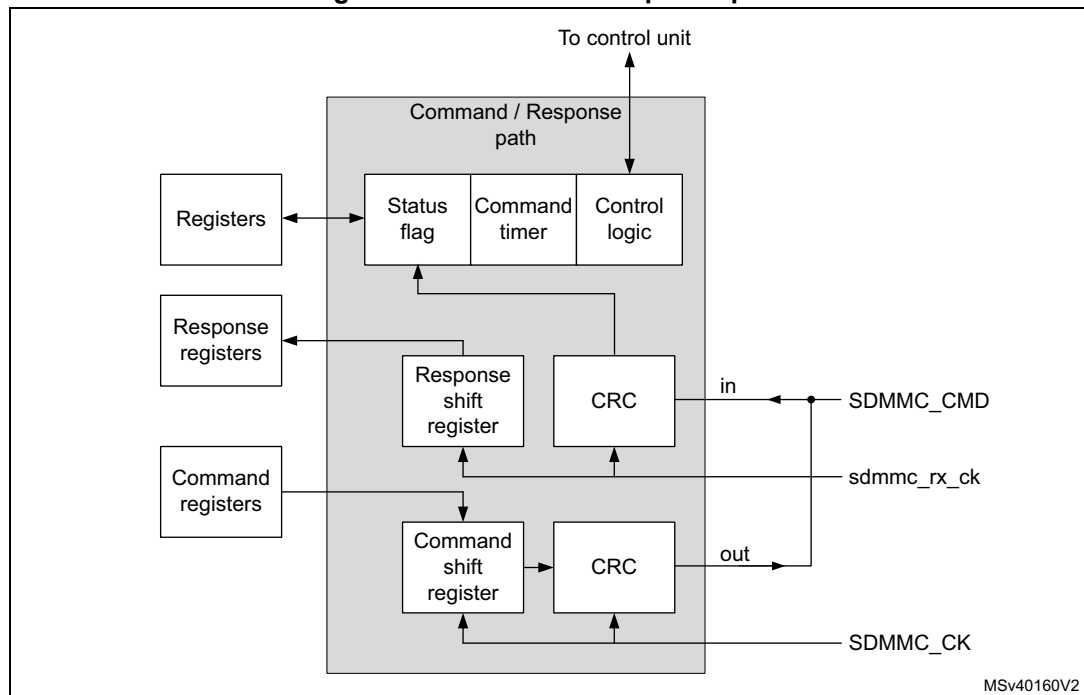 To control unit
Command / Response
path
Registers
Status
flag
Command
timer
Control
logic
Response
registers
Response
shift
register
CRC
in
SDMMC_CMD
sdmmc_rx_ck
Command
registers
Command
shift
register
CRC
out
SDMMC_CK
MSv40160V2